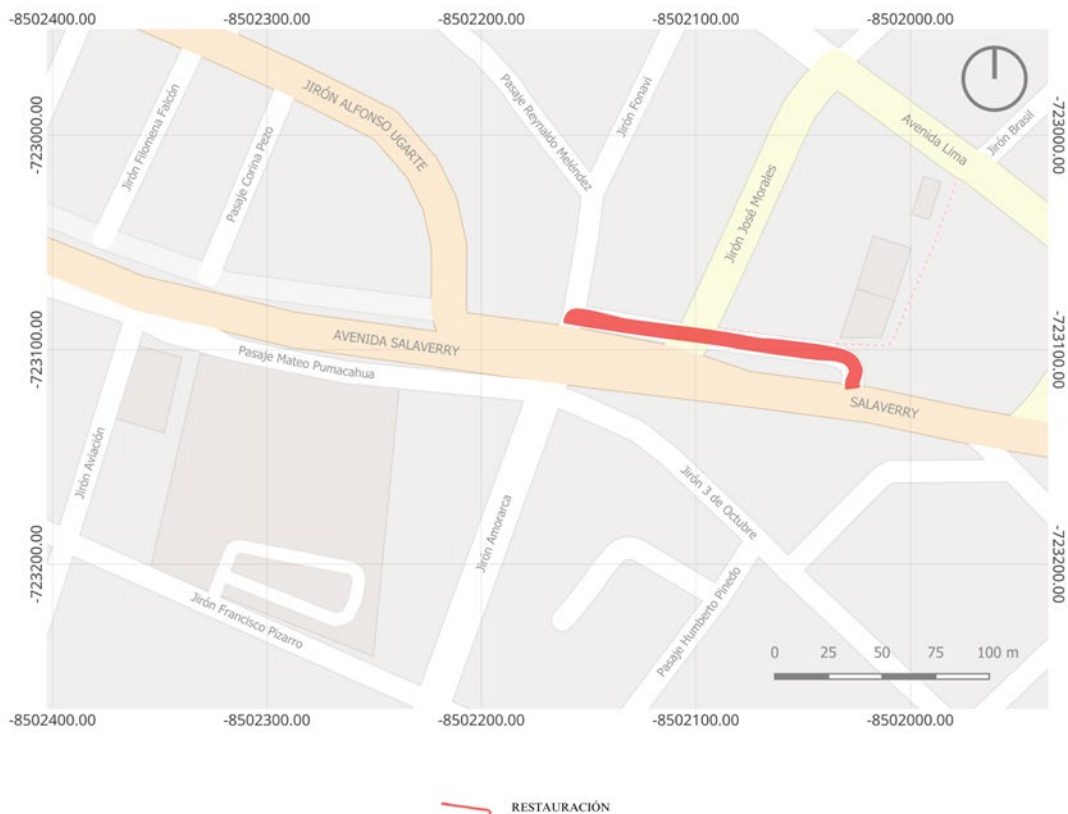 -8502400.00 -8502300.00 -8502200.00 -8502100.00 -8502000.00
-723000.00
-723100.00
-723200.00
-723000.00
-723100.00
-723200.00
JIRÓN ALFONSO UGARTE
Jirón Filomena Falcón
Pasaje Corina Pezo
Pasaje Reynaldo Meléndez
Jirón Fonavi
Jirón José Morales
Avenida Lima
Jirón Brasil
AVENIDA SALAVERRY
Pasaje Mateo Pumacahua
SALAVERRY
Jirón Aviación
Jirón Amorarca
Jirón 3 de Octubre
Pasaje Humberto Pinedo
Jirón Francisco Pizarro
0 25 50 75 100 m
-8502400.00 -8502300.00 -8502200.00 -8502100.00 -8502000.00
RESTAURACIÓN